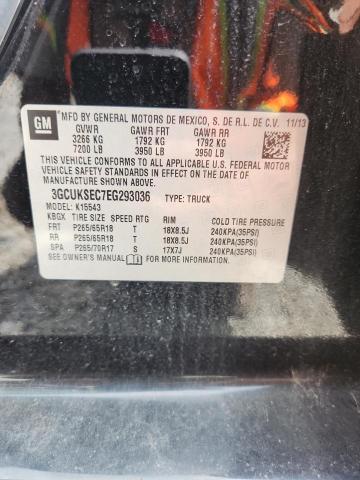 GM
MFD BY GENERAL MOTORS DE MEXICO, S. DE R.L. DE C.V. 11/13
GVWR GAWR FRT GAWR RR
3266 KG 1792 KG 1792 KG
7200 LB 3950 LB 3950 LB
THIS VEHICLE CONFORMS TO ALL APPLICABLE U.S. FEDERAL MOTOR
VEHICLE SAFETY STANDARDS IN EFFECT ON THE DATE OF
MANUFACTURE SHOWN ABOVE.
3GCUKSEC7EG293036 TYPE: TRUCK
MODEL: K15543
KBGX TIRE SIZE SPEED RTG RIM COLD TIRE PRESSURE
FRT P265/65R18 T 18X8.5J 240KPA(35PSI)
RR P265/65R18 T 18X8.5J 240KPA(35PSI)
SPA P265/70R17 S 17X7J 240KPA(35PSI)
SEE OWNER'S MANUAL FOR MORE INFORMATION.